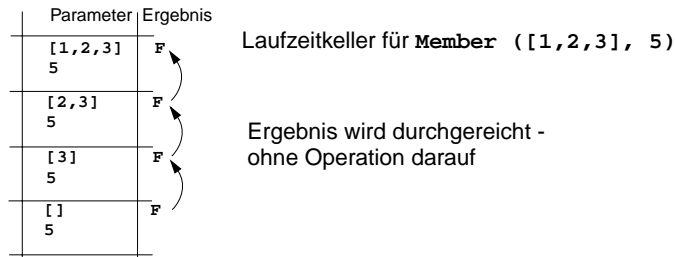 Parameter Ergebnis
Laufzeitkeller für Member ([1,2,3], 5)
[1,2,3] F
5
[2,3] F
5
Ergebnis wird durchgereicht -
ohne Operation darauf
[3] F
5
[] F
5